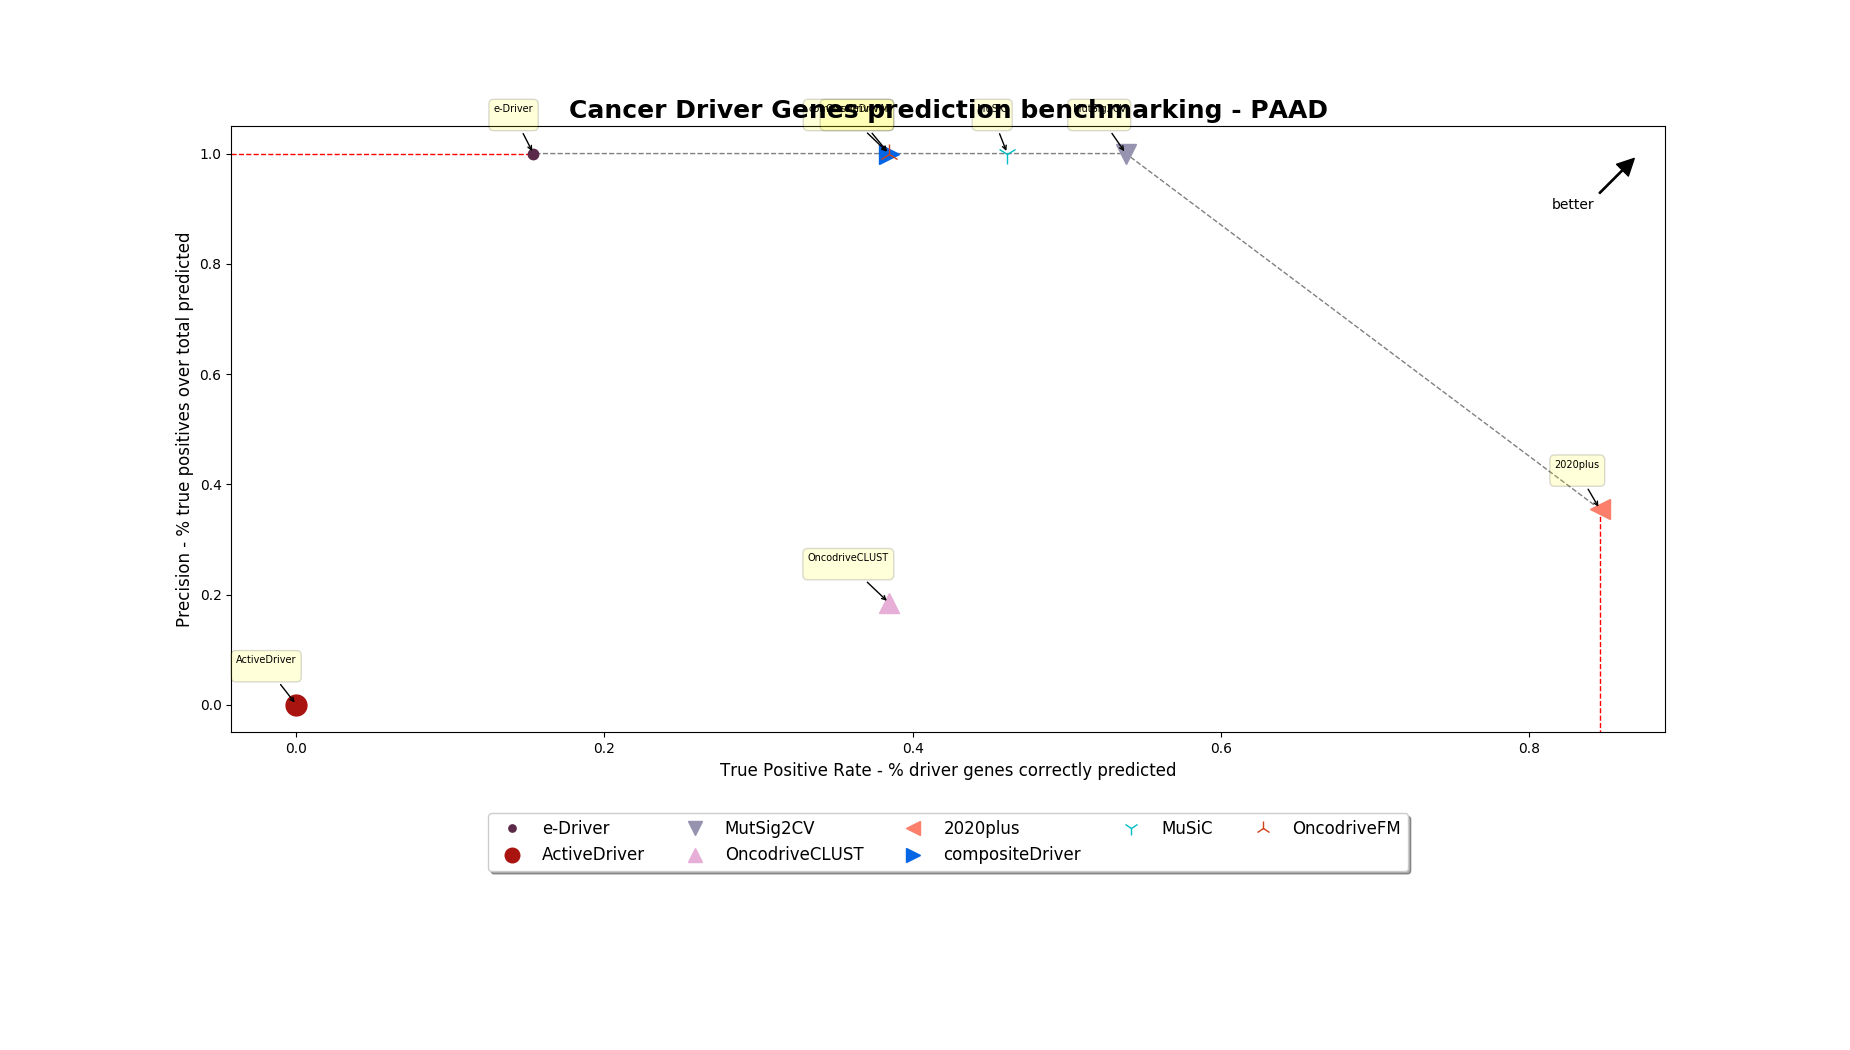 Cancer Driver Genes prediction benchmarking - PAAD
e-Driver
MuSiC
MutSig2CV
1.0
better
0.8
0.6
0.4
0.2
0.0
Precision - % true positives over total predicted
2020plus
OncodriveCLUST
ActiveDriver
0.0 0.2 0.4 0.6 0.8
True Positive Rate - % driver genes correctly predicted
e-Driver MutSig2CV 2020plus MuSiC OncodriveFM
ActiveDriver OncodriveCLUST compositeDriver